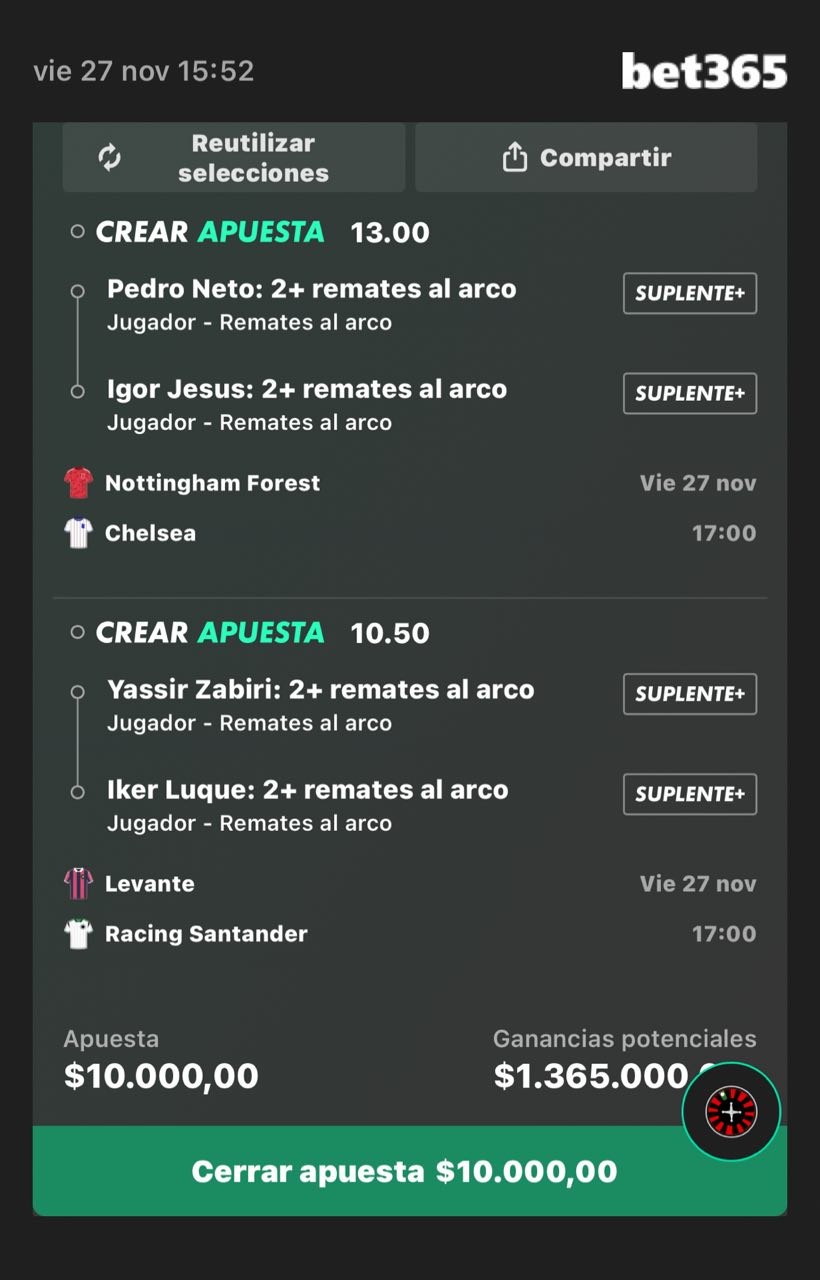 vie 27 nov 15:52
bet365
Reutilizar
selecciones
Compartir
CREAR APUESTA 13.00
Pedro Neto: 2+ remates al arco
SUPLENTE+
Jugador - Remates al arco
Igor Jesus: 2+ remates al arco
SUPLENTE+
Jugador - Remates al arco
Nottingham Forest
Vie 27 nov
Chelsea
17:00
CREAR APUESTA 10.50
Yassir Zabiri: 2+ remates al arco
SUPLENTE+
Jugador - Remates al arco
Iker Luque: 2+ remates al arco
SUPLENTE+
Jugador - Remates al arco
Levante
Vie 27 nov
Racing Santander
17:00
Apuesta
Ganancias potenciales
$10.000,00
$1.365.000
Cerrar apuesta $10.000,00